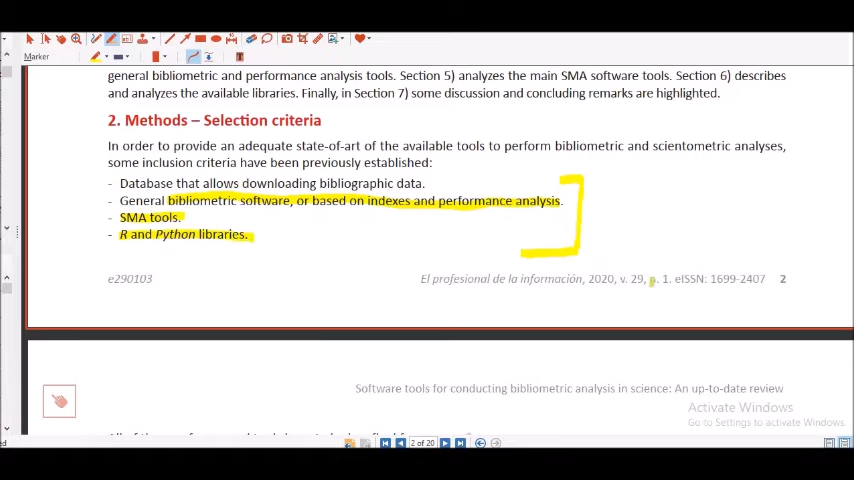 Marker
general bibliometric and performance analysis tools. Section 5) analyzes the main SMA software tools. Section 6) describes
and analyzes the available libraries. Finally, in Section 7) some discussion and concluding remarks are highlighted.
2. Methods – Selection criteria
In order to provide an adequate state-of-art of the available tools to perform bibliometric and scientometric analyses,
some inclusion criteria have been previously established:
- Database that allows downloading bibliographic data.
- General bibliometric software, or based on indexes and performance analysis.
- SMA tools.
- R and Python libraries.
e290103
El profesional de la información, 2020, v. 29, n. 1. eISSN: 1699-2407 2
Software tools for conducting bibliometric analysis in science: An up-to-date review
Activate Windows
Go to Settings to activate Windows.
2 of 20